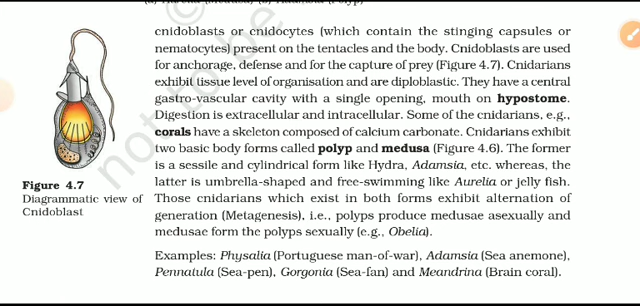 cnidoblasts or cnidocytes (which contain the stinging capsules or
nematocytes) present on the tentacles and the body. Cnidoblasts are used
for anchorage, defense and for the capture of prey (Figure 4.7). Cnidarians
exhibit tissue level of organisation and are diploblastic. They have a central
gastro-vascular cavity with a single opening, mouth on hypostome.
Digestion is extracellular and intracellular. Some of the cnidarians, e.g.,
corals have a skeleton composed of calcium carbonate. Cnidarians exhibit
two basic body forms called polyp and medusa (Figure 4.6). The former
is a sessile and cylindrical form like Hydra, Adamsia, etc. whereas, the
latter is umbrella-shaped and free-swimming like Aurelia or jelly fish.
Those cnidarians which exist in both forms exhibit alternation of
generation (Metagenesis), i.e., polyps produce medusae asexually and
medusae form the polyps sexually (e.g., Obelia).
Examples: Physalia (Portuguese man-of-war), Adamsia (Sea anemone),
Pennatula (Sea-pen), Gorgonia (Sea-fan) and Meandrina (Brain coral).
Figure 4.7
Diagrammatic view of
Cnidoblast
not to be